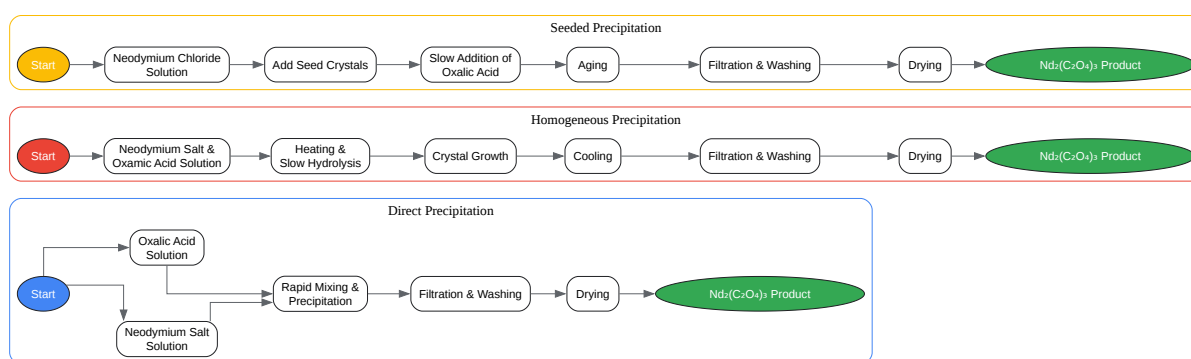 Seeded Precipitation
Start
Neodymium Chloride
Solution
Add Seed Crystals
Slow Addition of
Oxalic Acid
Aging
Filtration & Washing
Drying
Nd₂(C₂O₄)₃ Product
Homogeneous Precipitation
Start
Neodymium Salt &
Oxamic Acid Solution
Heating &
Slow Hydrolysis
Crystal Growth
Cooling
Filtration & Washing
Drying
Nd₂(C₂O₄)₃ Product
Direct Precipitation
Start
Oxalic Acid
Solution
Neodymium Salt
Solution
Rapid Mixing &
Precipitation
Filtration & Washing
Drying
Nd₂(C₂O₄)₃ Product